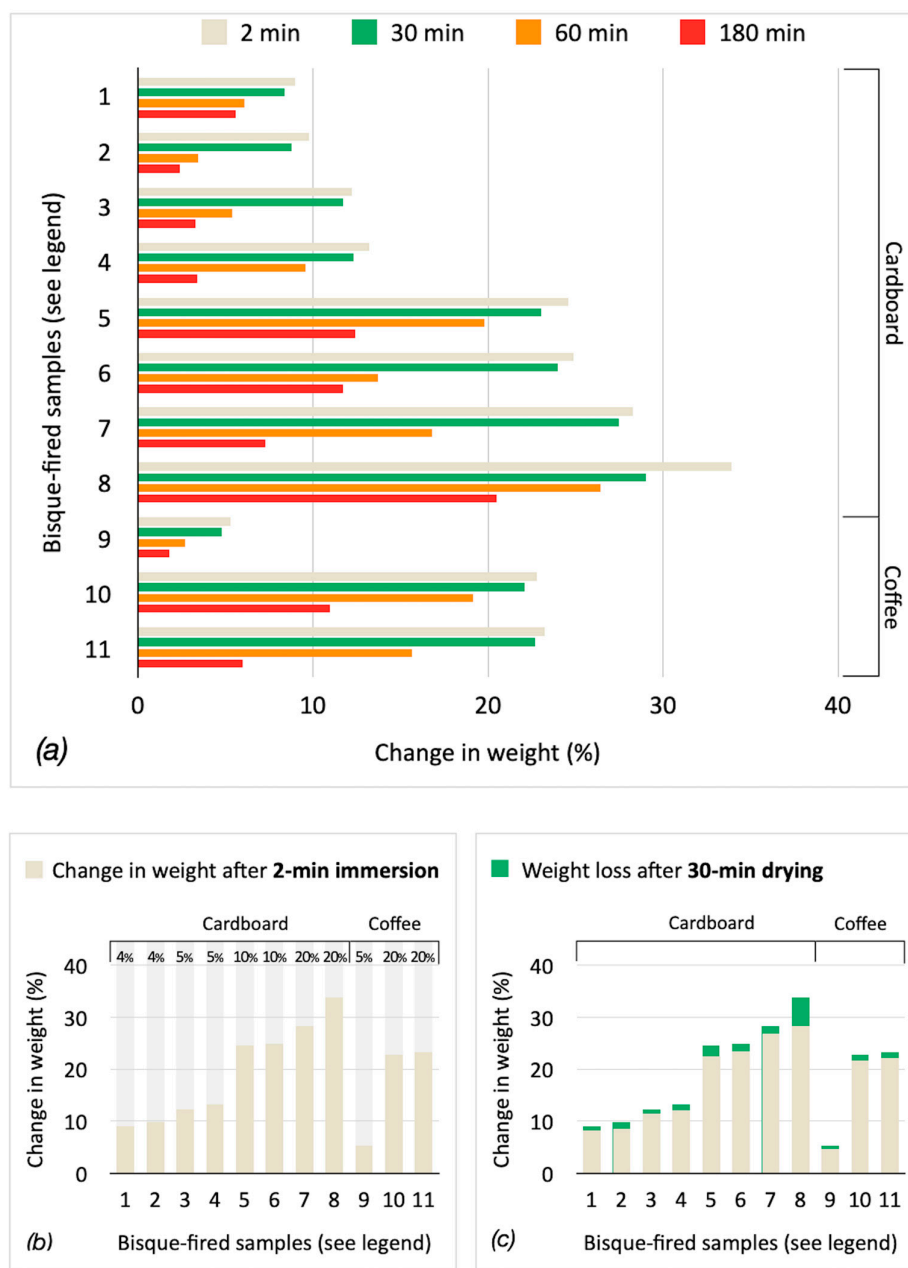 2 min 30 min 60 min 180 min
Bisque-fired samples (see legend)
1
2
3
4
5
6
7
8
9
10
11
Cardboard
Coffee
0 10 20 30 40
(a) Change in weight (%)
Change in weight after 2-min immersion
Cardboard Coffee
4% 4% 5% 5% 10% 10% 20% 20% 5% 20% 20%
Change in weight (%)
40
30
20
10
0
1 2 3 4 5 6 7 8 9 10 11
(b) Bisque-fired samples (see legend)
Weight loss after 30-min drying
Cardboard Coffee
Change in weight (%)
40
30
20
10
0
1 2 3 4 5 6 7 8 9 10 11
(c) Bisque-fired samples (see legend)